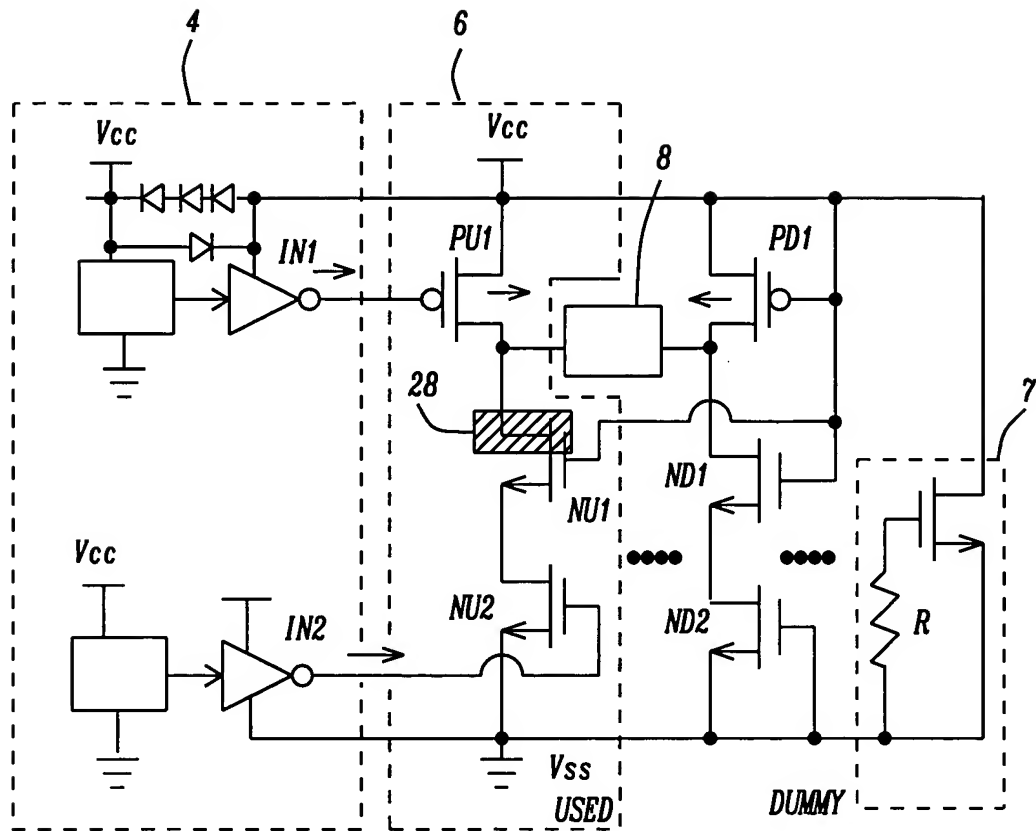 4
6
Vcc
Vcc
8
IN1
PU1
PD1
28
7
NU1
ND1
Vcc
IN2
NU2
ND2
R
Vss
USED
DUMMY